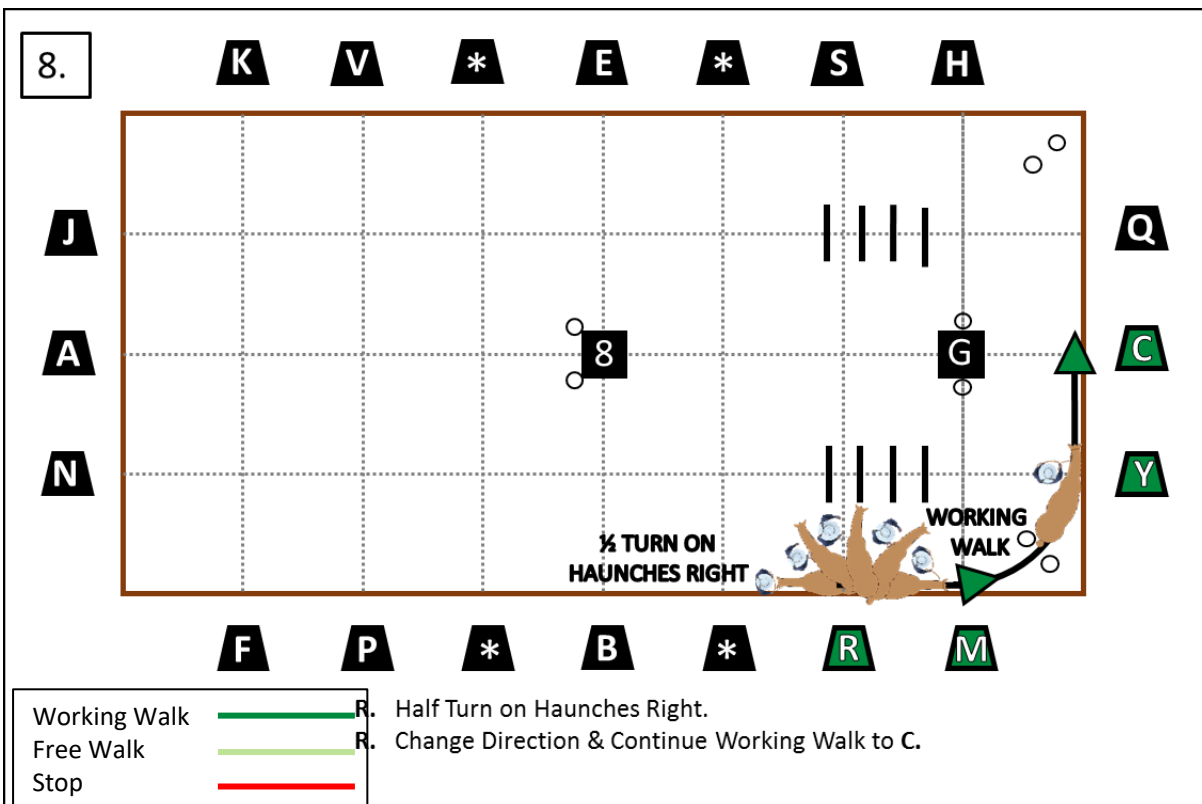 8.
K V * E * S H
J Q
A 8 G C
N Y
½ TURN ON
HAUNCHES RIGHT
WORKING
WALK
F P * B * R M
Working Walk
Free Walk
Stop
R. Half Turn on Haunches Right.
R. Change Direction & Continue Working Walk to C.